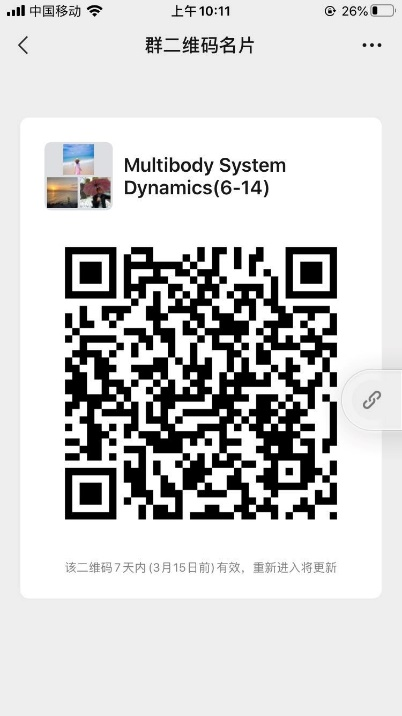 中国移动 上午10:11 26%
群二维码名片
Multibody System
Dynamics(6-14)
该二维码7天内(3月15日前)有效，重新进入将更新